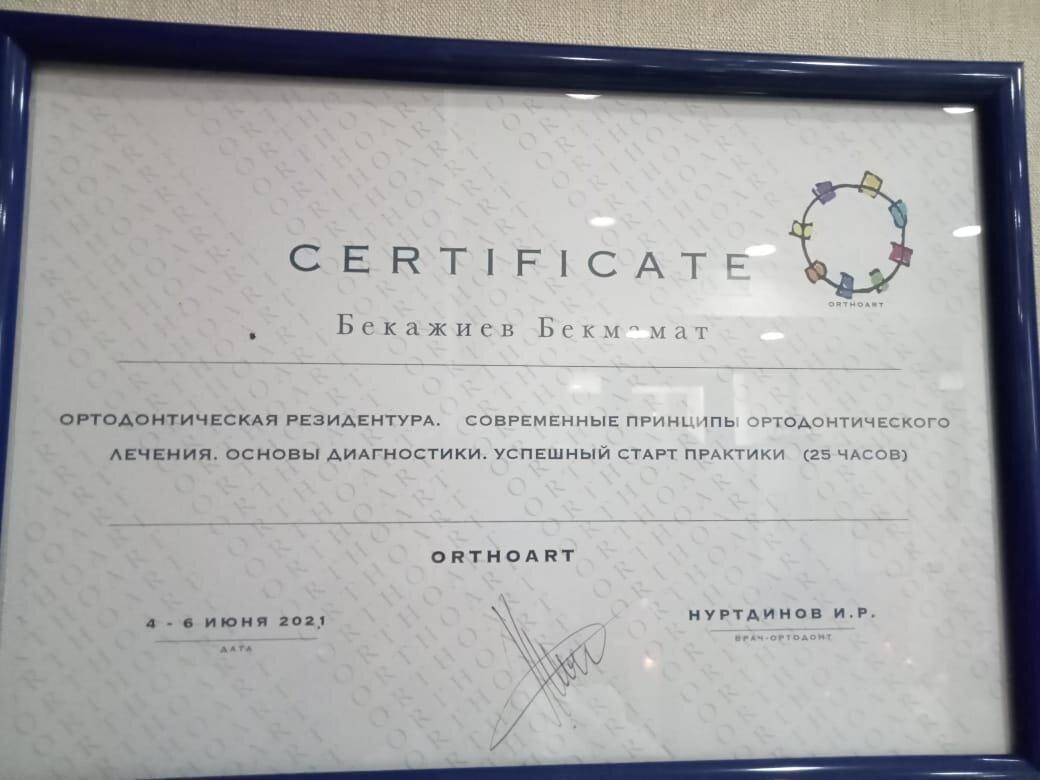 CERTIFICATE
ORTHOART
Бекажиев Бекмамат
ОРТОДОНТИЧЕСКАЯ РЕЗИДЕНТУРА. СОВРЕМЕННЫЕ ПРИНЦИПЫ ОРТОДОНТИЧЕСКОГО
ЛЕЧЕНИЯ. ОСНОВЫ ДИАГНОСТИКИ. УСПЕШНЫЙ СТАРТ ПРАКТИКИ (25 ЧАСОВ)
ORTHOART
4 - 6 ИЮНЯ 2021
ДАТА
НУРТДИНОВ И.Р.
ВРАЧ-ОРТОДОНТ